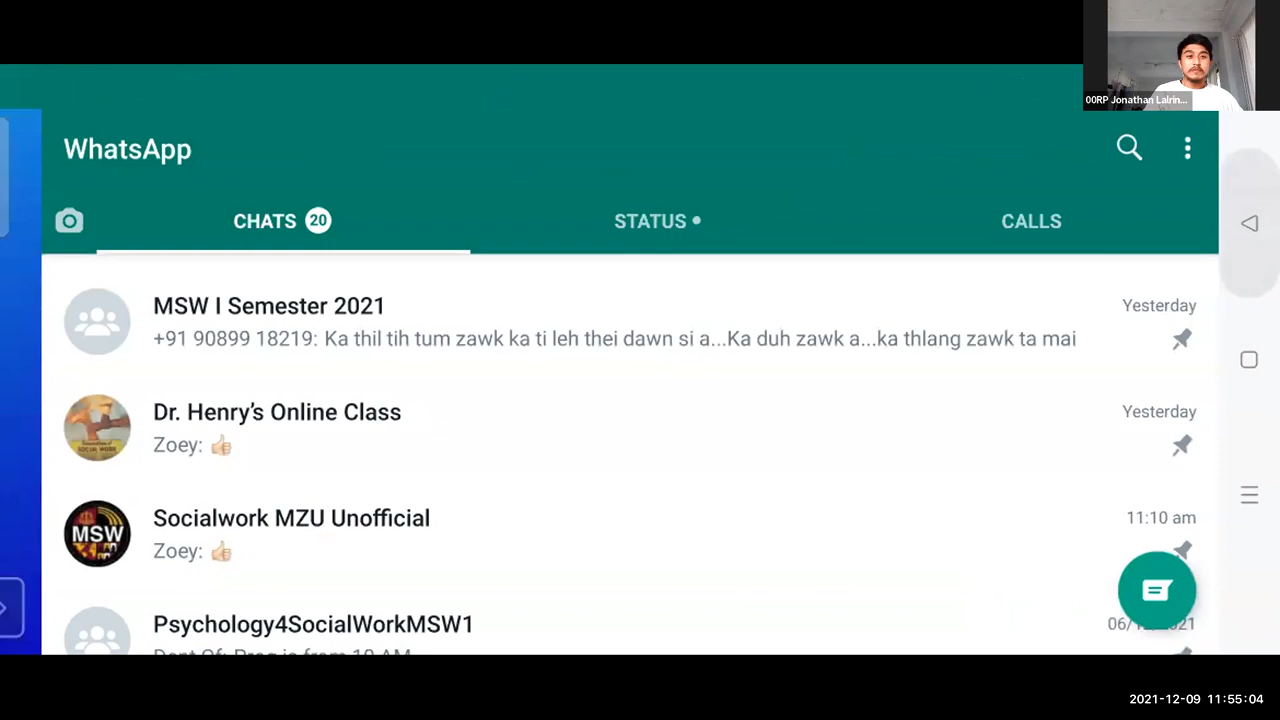 00RP Jonathan Lalrin...
WhatsApp
CHATS 20
STATUS
CALLS
MSW I Semester 2021
Yesterday
+91 90899 18219: Ka thil tih tum zawk ka ti leh thei dawn si a...Ka duh zawk a...ka thlang zawk ta mai
Dr. Henry's Online Class
Yesterday
Zoey: 👍🏻
SOCIAL WORK
Socialwork MZU Unofficial
11:10 am
MSW
Zoey: 👍🏻
Psychology4SocialWorkMSW1
2021-12-09 11:55:04